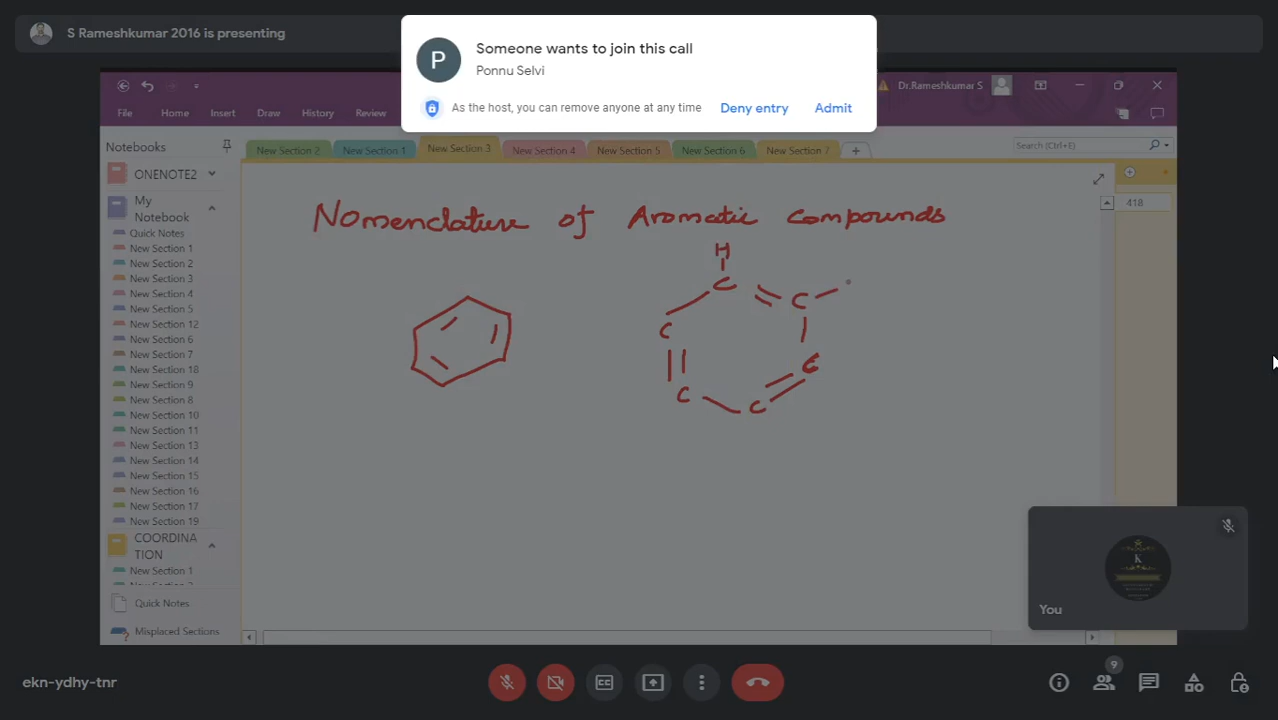 S Rameshkumar 2016 is presenting
P
Someone wants to join this call
Ponnu Selvi
As the host, you can remove anyone at any time
Deny entry
Admit
Dr.Rameshkumar S
File Home Insert Draw History Review
Notebooks
New Section 2 New Section 1 New Section 3 New Section 4 New Section 5 New Section 6 New Section 7 +
Search (Ctrl+E)
ONENOTE2
My
Notebook
Quick Notes
New Section 1
New Section 2
New Section 3
New Section 4
New Section 5
New Section 12
New Section 6
New Section 7
New Section 18
New Section 9
New Section 8
New Section 10
New Section 11
New Section 13
New Section 14
New Section 15
New Section 16
New Section 17
New Section 19
COORDINA
TION
New Section 1
Quick Notes
Misplaced Sections
418
Nomenclature of Aromatic compounds
H
C
C
C
C
C
C
K
You
ekn-ydhy-tnr
CC
9